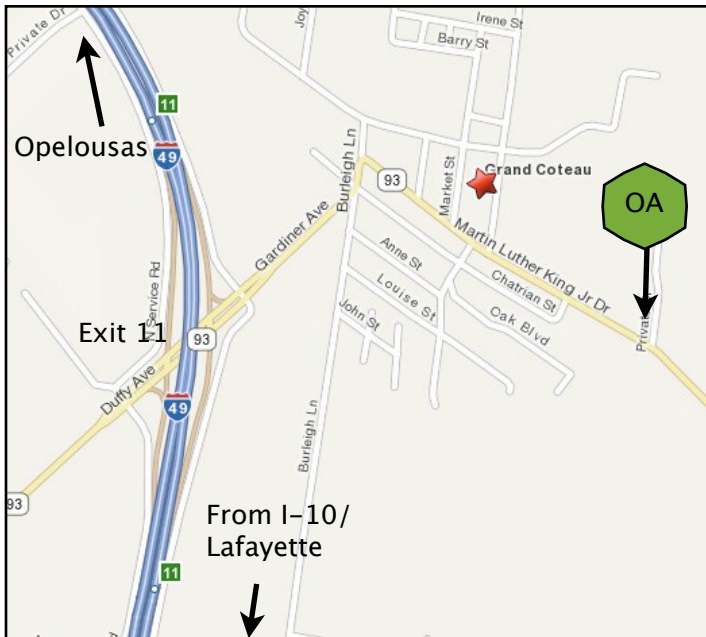 Private Dr
Irene St
Joy
Barry St
11
Opelousas
49
Burleigh Ln
93
Market St
Grand Coteau
OA
Gardiner Ave
Martin Luther King Jr Dr
Anne St
Chatrian St
Louise St
N Service Rd
Oak Blvd
John St
Exit 11
93
Private
Duffy Ave
49
Burleigh Ln
93
From I-10/
Lafayette
11